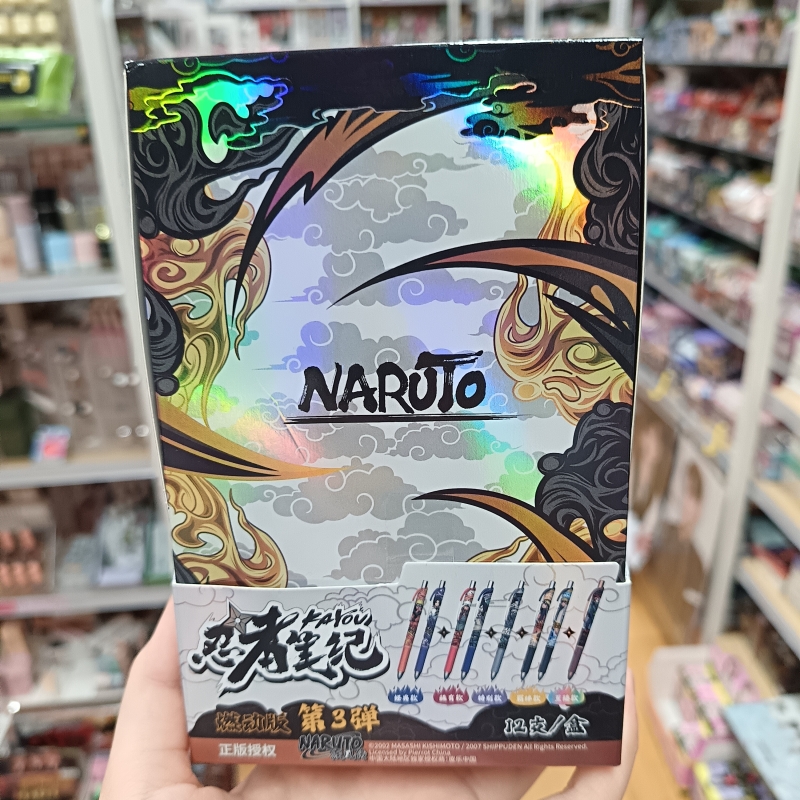 NARUTO
KAYOU
忍者笔纪
燃动版 第3弹
12支/盒
正版授权
NARUTO
©2002 MASASHI KISHIMOTO / 2007 SHIPPUDEN All Rights Reserved.
Licensed by Pierrot China